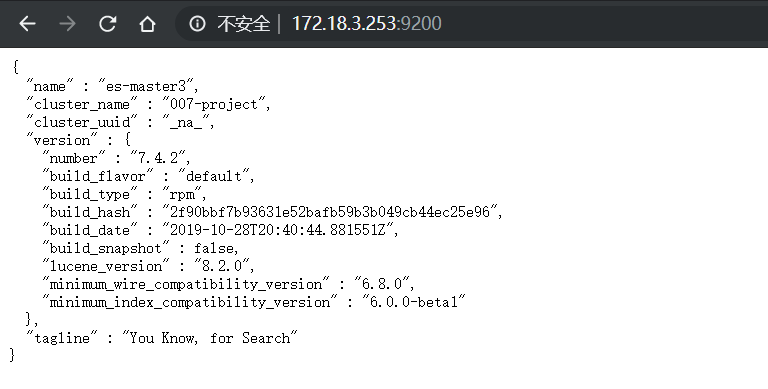 不安全 | 172.18.3.253:9200
{
"name" : "es-master3",
"cluster_name" : "007-project",
"cluster_uuid" : "_na_",
"version" : {
"number" : "7.4.2",
"build_flavor" : "default",
"build_type" : "rpm",
"build_hash" : "2f90bbf7b93631e52bafb59b3b049cb44ec25e96",
"build_date" : "2019-10-28T20:40:44.881551Z",
"build_snapshot" : false,
"lucene_version" : "8.2.0",
"minimum_wire_compatibility_version" : "6.8.0",
"minimum_index_compatibility_version" : "6.0.0-beta1"
},
"tagline" : "You Know, for Search"
}